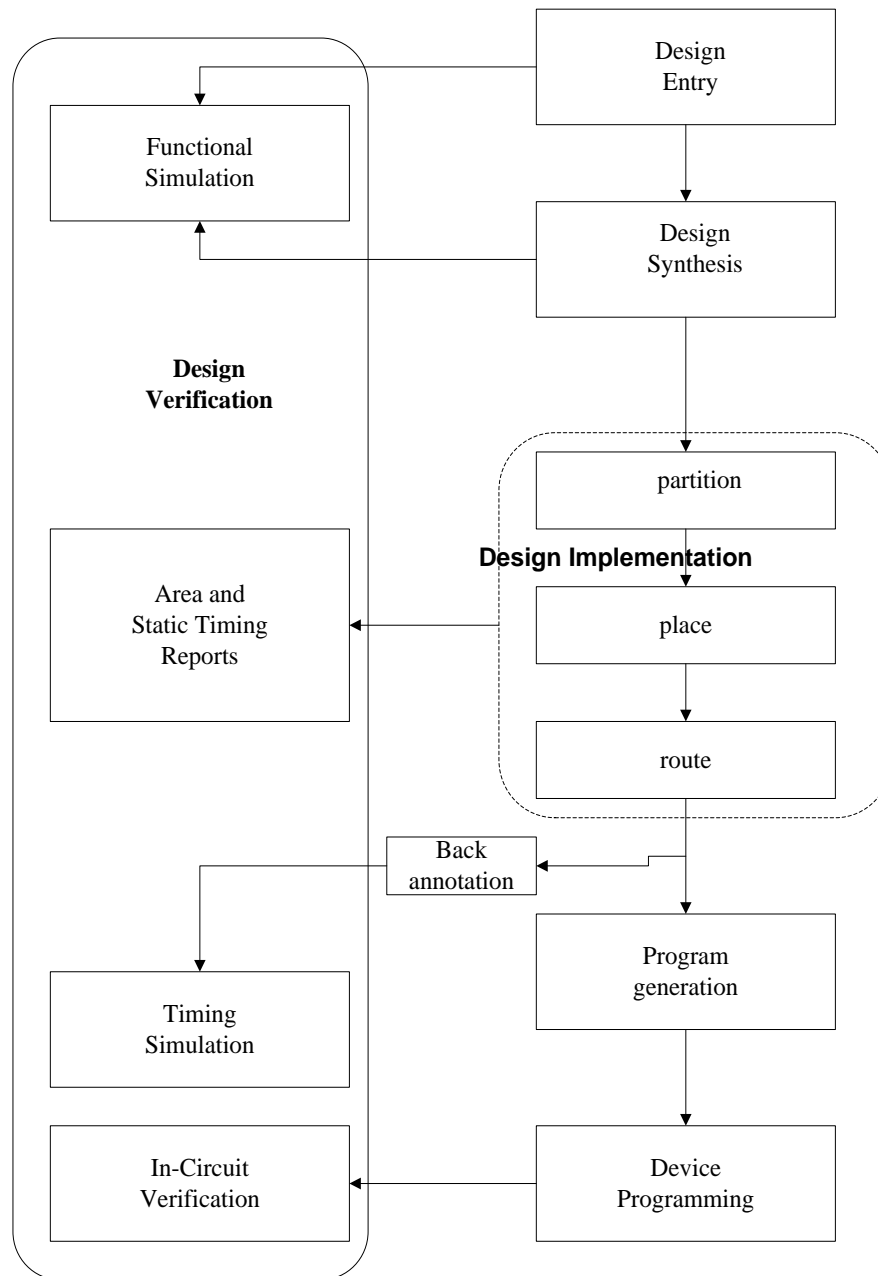 Design
Entry
Functional
Simulation
Design
Synthesis
Design
Verification
partition
Design Implementation
Area and
Static Timing
Reports
place
route
Back
annotation
Program
generation
Timing
Simulation
In-Circuit
Verification
Device
Programming